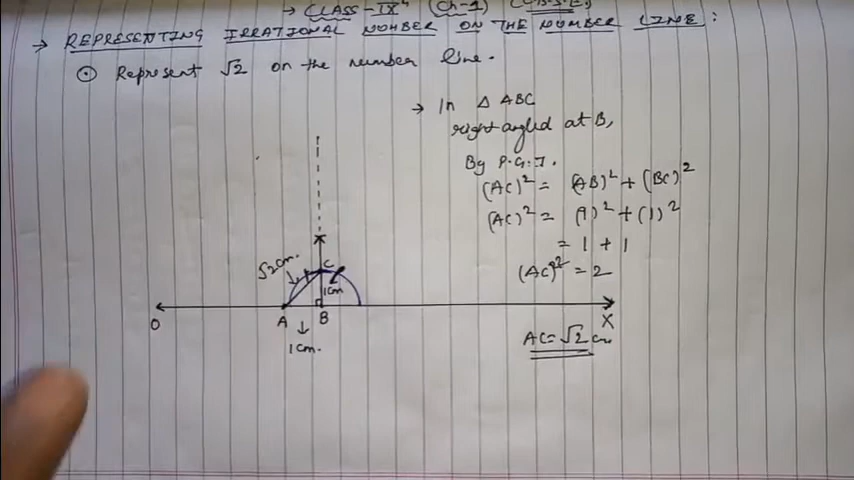 → CLASS-IX (Ch-1) (C.B.S.E)
→ REPRESENTING IRRATIONAL NUMBER ON THE NUMBER LINE:
⊙ Represent √2 on the number line.
→ In △ ABC
right angled at B,
By P.G.T.
(AC)² = (AB)² + (BC)²
(AC)² = (1)² + (1)²
= 1 + 1
(AC)² = 2
AC = √2 cm
√2 cm.
C
1cm
O A B X
1cm.